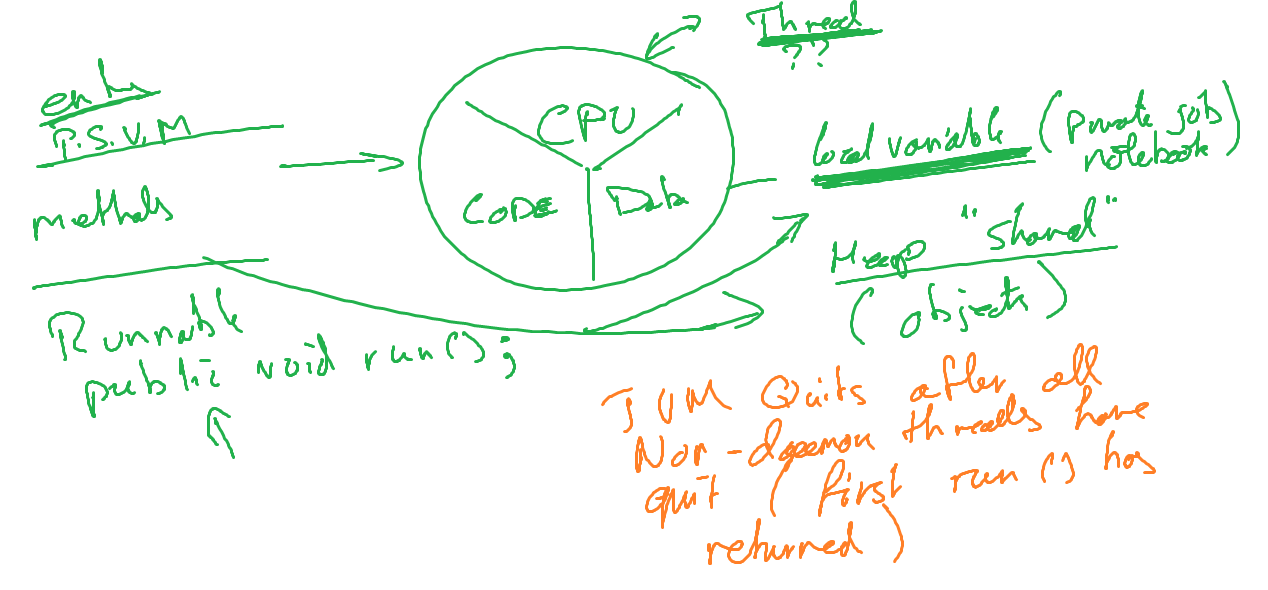 Thread
??
entry
P.S.V.M
methods
Runnable
public void run();
CPU
CODE
Data
local variable (private job
notebook)
Heap "shared"
(objects)
JVM Quits after all
Non-daemon threads have
quit (first run() has
returned)